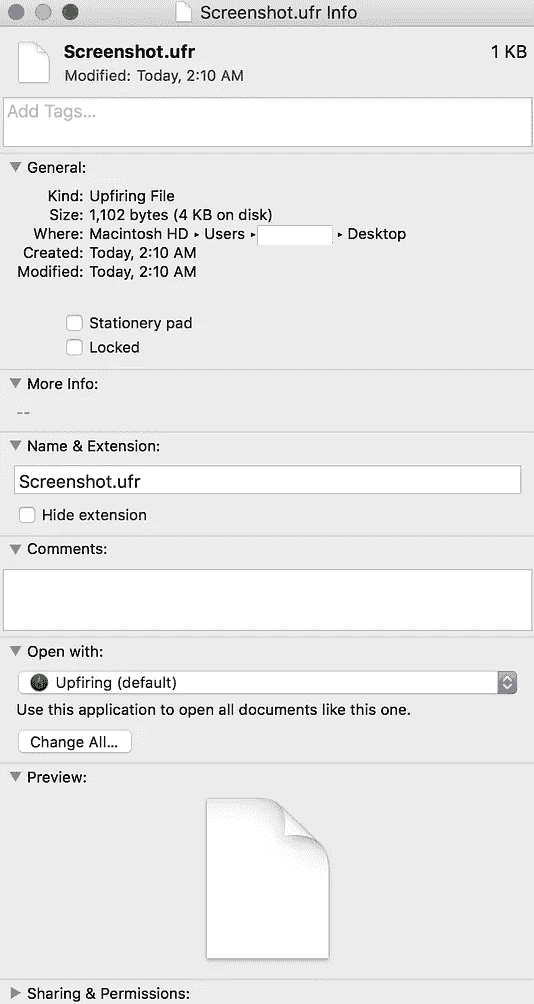 Screenshot.ufr Info
Screenshot.ufr 1 KB
Modified: Today, 2:10 AM
Add Tags...
General:
Kind: Upfiring File
Size: 1,102 bytes (4 KB on disk)
Where: Macintosh HD ▸ Users ▸ ▸ Desktop
Created: Today, 2:10 AM
Modified: Today, 2:10 AM
Stationery pad
Locked
More Info:
--
Name & Extension:
Screenshot.ufr
Hide extension
Comments:
Open with:
Upfiring (default)
Use this application to open all documents like this one.
Change All...
Preview:
Sharing & Permissions: